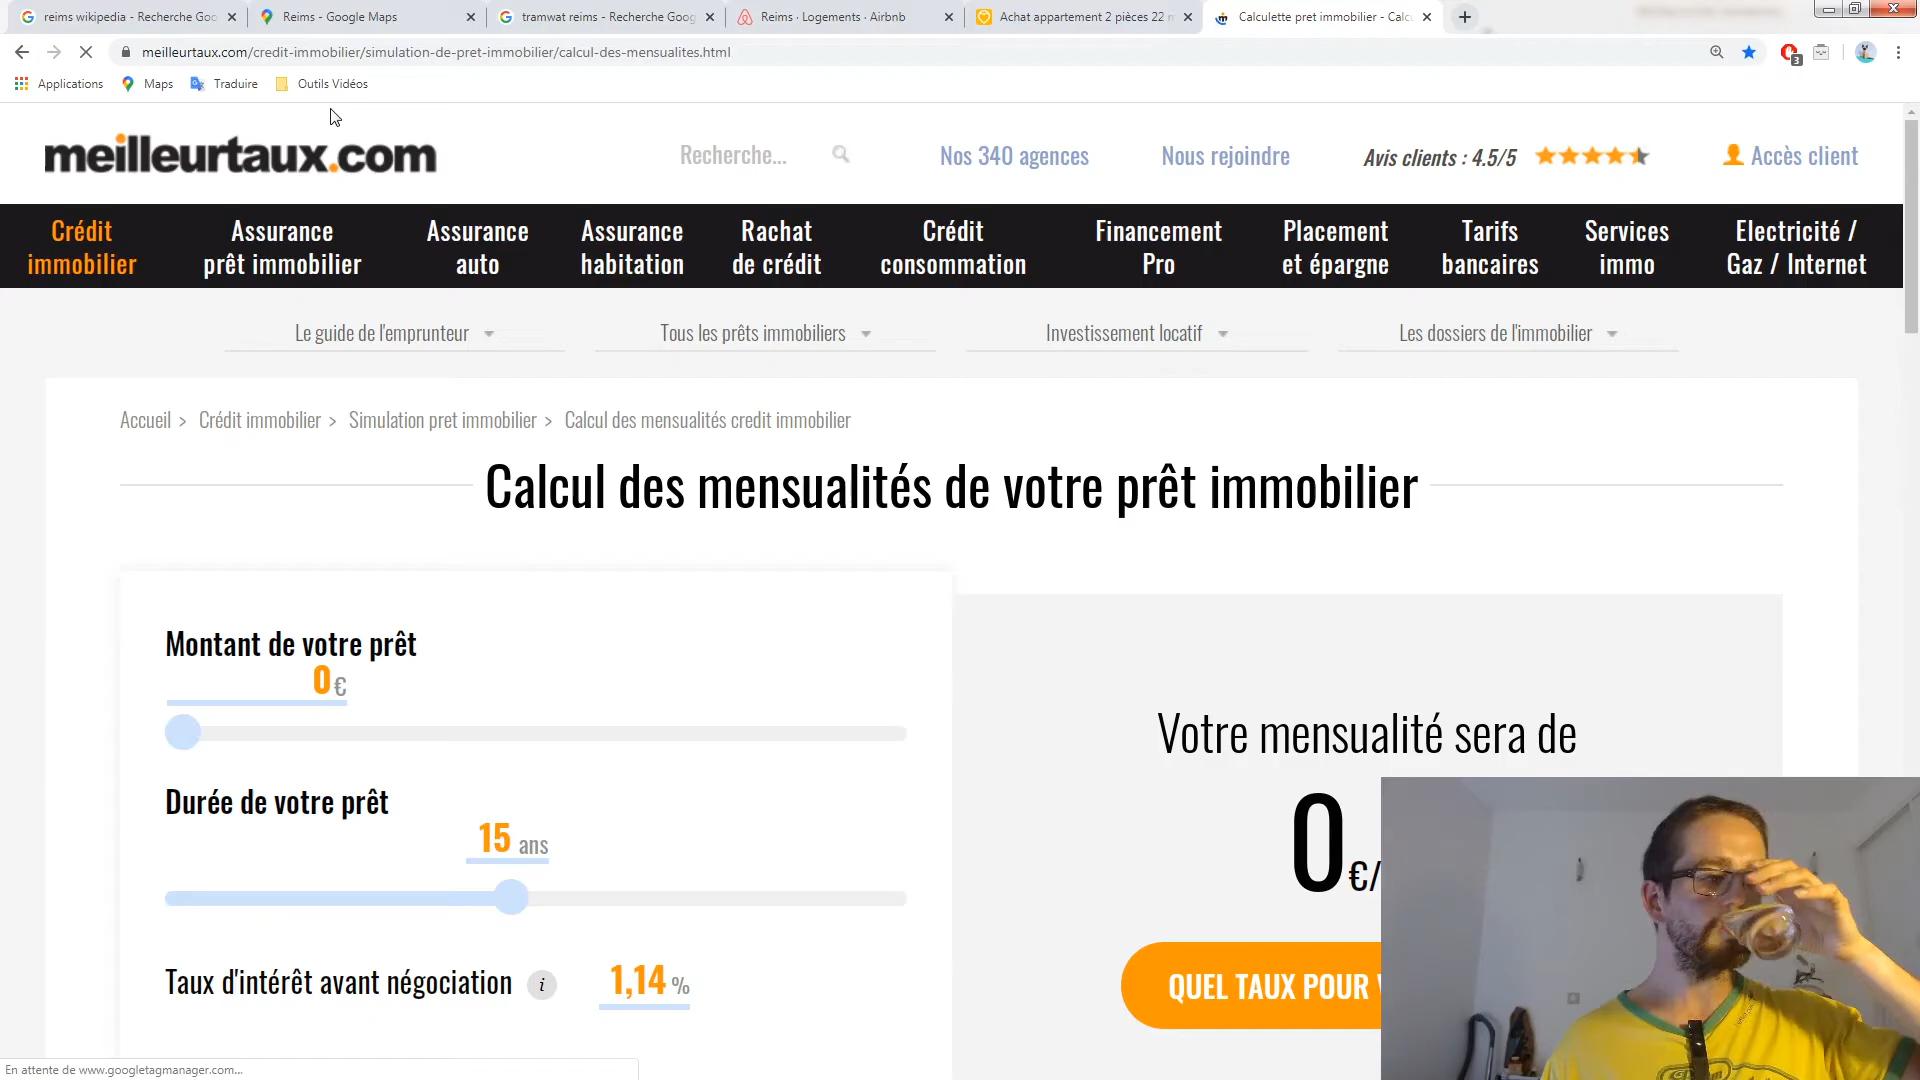 reims wikipedia - Recherche Goo
Reims - Google Maps
tramwat reims - Recherche Goog
Reims · Logements · Airbnb
Achat appartement 2 pièces 22 m
Calculette pret immobilier - Calcu
meilleurtaux.com/credit-immobilier/simulation-de-pret-immobilier/calcul-des-mensualites.html
3
Applications
Maps
Traduire
Outils Vidéos
meilleurtaux.com
Recherche...
Nos 340 agences
Nous rejoindre
Avis clients : 4.5/5
Accès client
Crédit
immobilier
Assurance
prêt immobilier
Assurance
auto
Assurance
habitation
Rachat
de crédit
Crédit
consommation
Financement
Pro
Placement
et épargne
Tarifs
bancaires
Services
immo
Electricité /
Gaz / Internet
Le guide de l'emprunteur
Tous les prêts immobiliers
Investissement locatif
Les dossiers de l'immobilier
Accueil > Crédit immobilier > Simulation pret immobilier > Calcul des mensualités credit immobilier
Calcul des mensualités de votre prêt immobilier
Montant de votre prêt
0 €
Durée de votre prêt
15 ans
Taux d'intérêt avant négociation i 1,14 %
Votre mensualité sera de
0 €/
QUEL TAUX POUR V
En attente de www.googletagmanager.com...